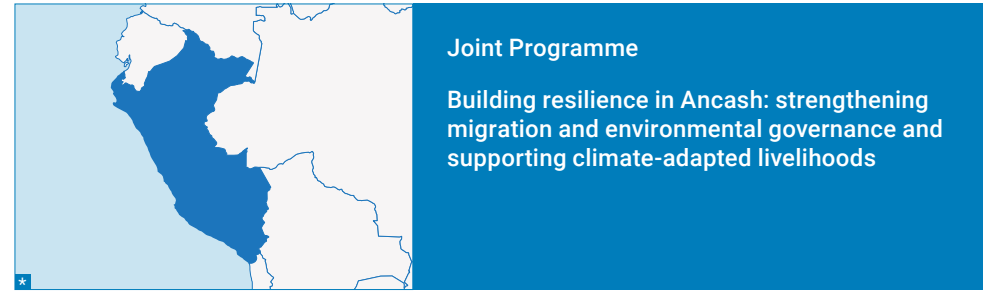 Joint Programme
Building resilience in Ancash: strengthening
migration and environmental governance and
supporting climate-adapted livelihoods
*